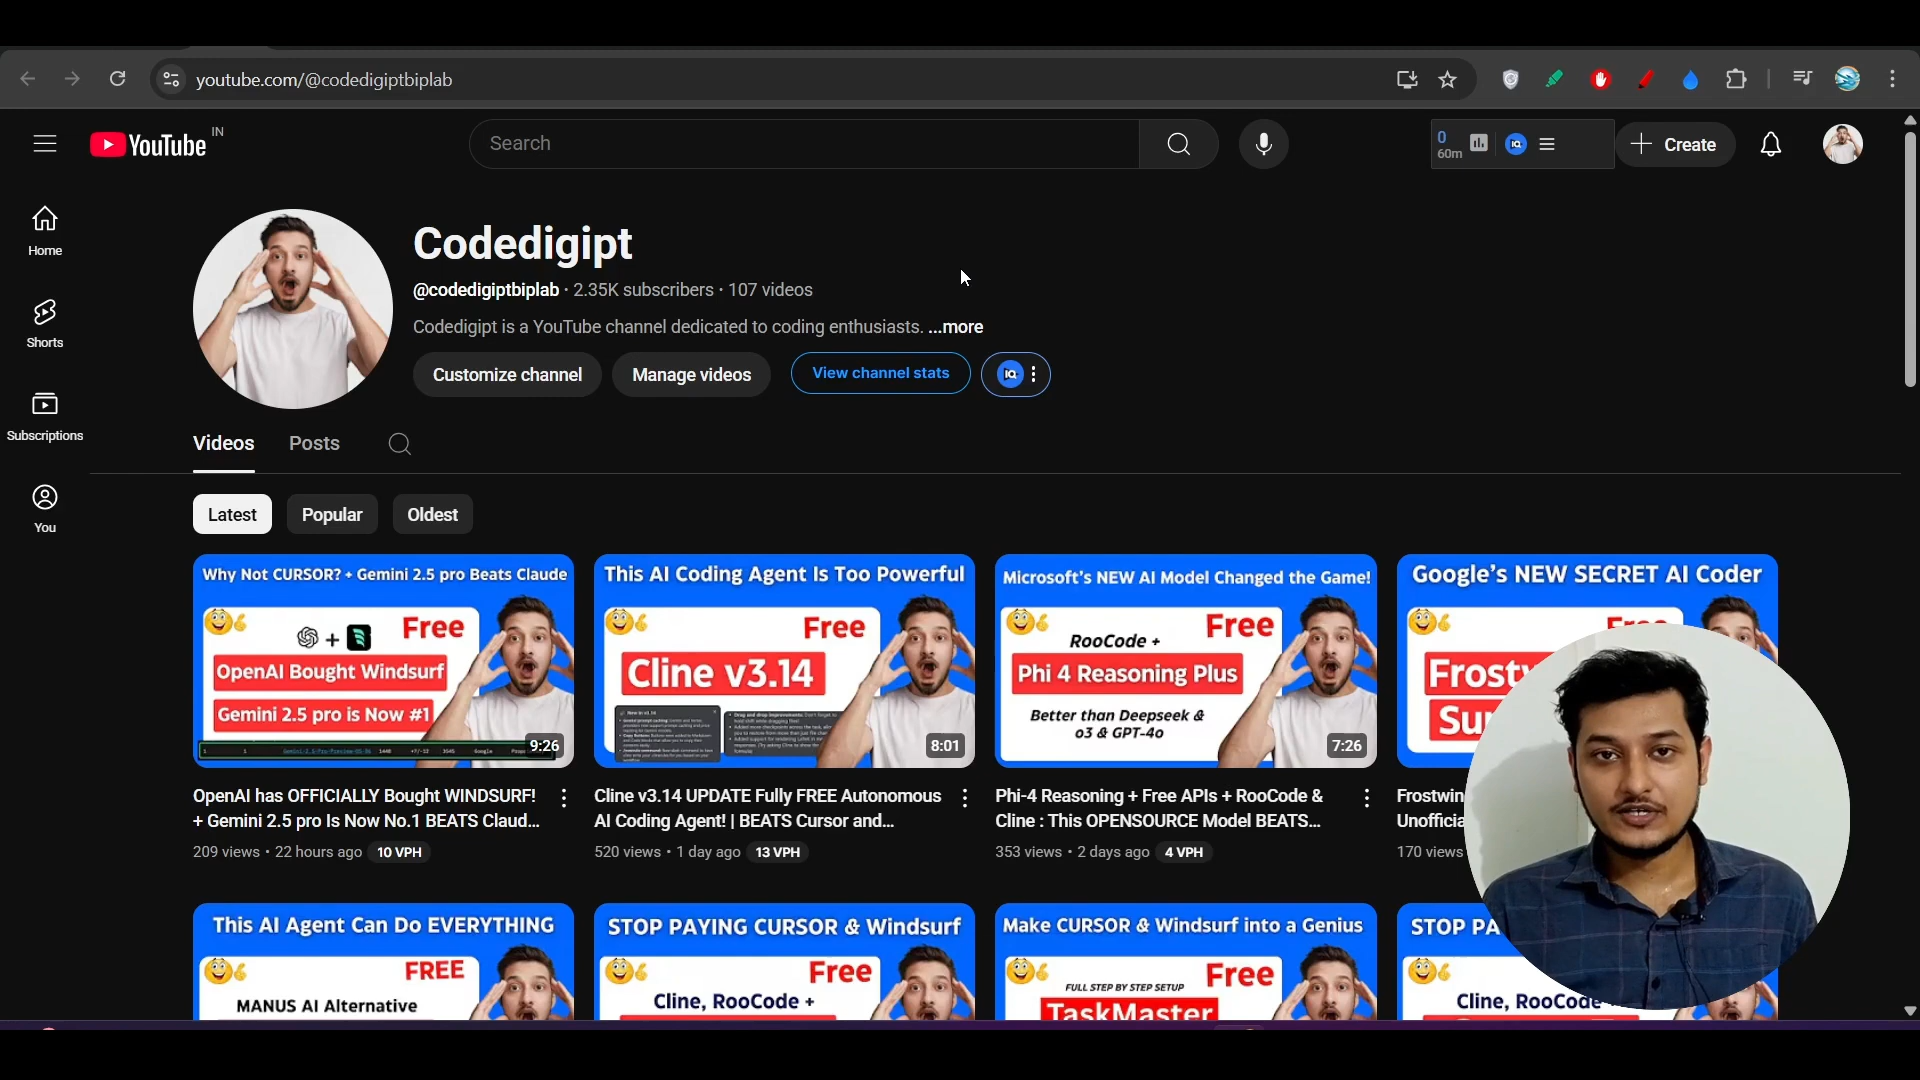 youtube.com/@codedigiptbiplab
YouTube IN
Search
0
60m
Create
Home
Shorts
Subscriptions
You
Codedigipt
@codedigiptbiplab · 2.35K subscribers · 107 videos
Codedigipt is a YouTube channel dedicated to coding enthusiasts. ...more
Customize channel
Manage videos
View channel stats
Videos
Posts
Latest
Popular
Oldest
Why Not CURSOR? + Gemini 2.5 pro Beats Claude
Free
OpenAI Bought Windsurf
Gemini 2.5 pro is Now #1
9:26
OpenAI has OFFICIALLY Bought WINDSURF!
+ Gemini 2.5 pro Is Now No.1 BEATS Claud...
209 views · 22 hours ago 10 VPH
This AI Coding Agent Is Too Powerful
Free
Cline v3.14
8:01
Cline v3.14 UPDATE Fully FREE Autonomous
AI Coding Agent! | BEATS Cursor and...
520 views · 1 day ago 13 VPH
Microsoft's NEW AI Model Changed the Game!
Free
RooCode +
Phi 4 Reasoning Plus
Better than Deepseek &
o3 & GPT-4o
7:26
Phi-4 Reasoning + Free APIs + RooCode &
Cline : This OPENSOURCE Model BEATS...
353 views · 2 days ago 4 VPH
Google's NEW SECRET AI Coder
Free
170 views
This AI Agent Can Do EVERYTHING
FREE
MANUS AI Alternative
STOP PAYING CURSOR & Windsurf
Free
Cline, RooCode +
Make CURSOR & Windsurf into a Genius
Free
FULL STEP BY STEP SETUP
TaskMaster
STOP PA
Cline, RooCode